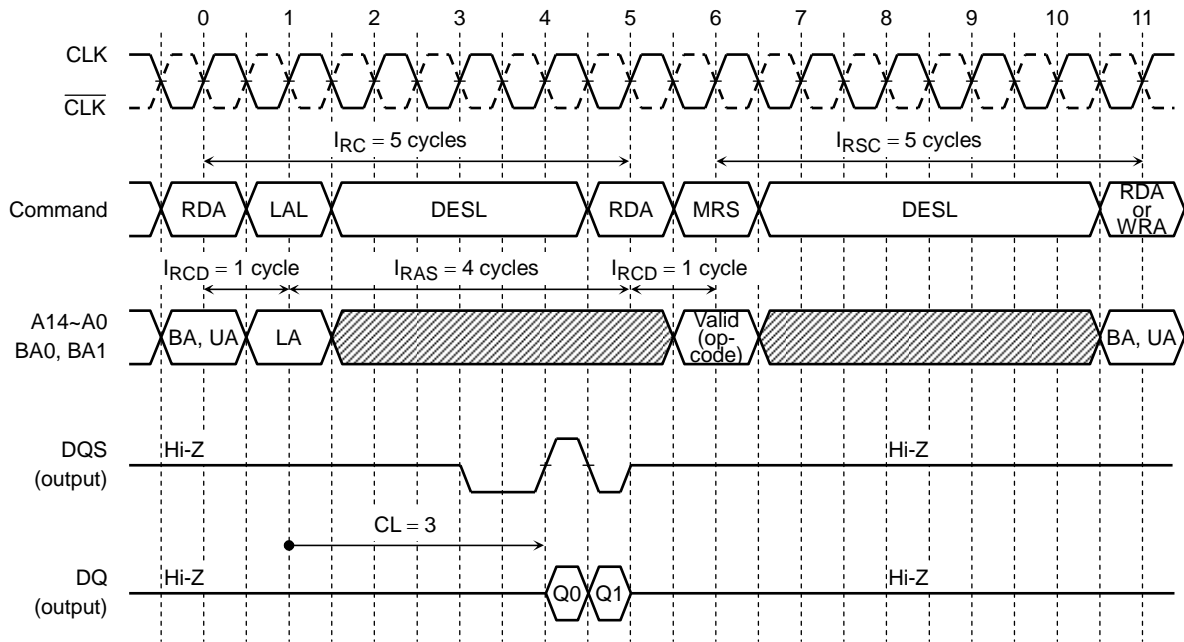 0 1 2 3 4 5 6 7 8 9 10 11
CLK
CLK
IRC = 5 cycles
IRSC = 5 cycles
Command
RDA
LAL
DESL
RDA
MRS
DESL
RDA
or
WRA
IRCD = 1 cycle
IRAS = 4 cycles
IRCD = 1 cycle
A14~A0
BA0, BA1
BA, UA
LA
Valid
(op-
code)
BA, UA
DQS
(output)
Hi-Z
Hi-Z
CL = 3
DQ
(output)
Hi-Z
Q0
Q1
Hi-Z